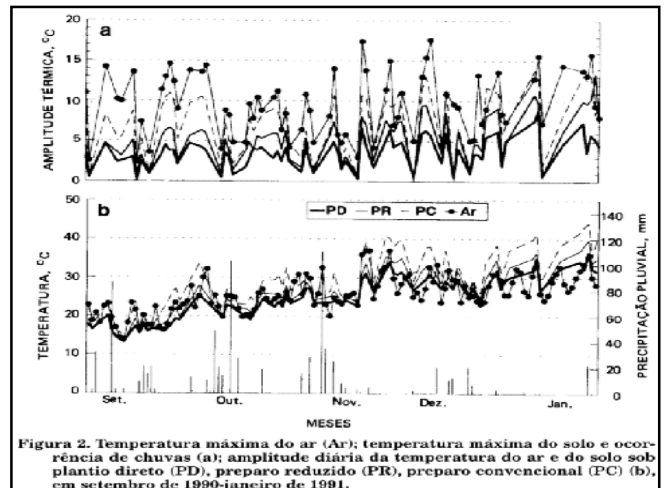 a
AMPLITUDE TÉRMICA, ºC
20
15
10
5
0
b
PD PR PC Ar
TEMPERATURA, ºC
50
40
30
20
10
0
PRECIPITAÇÃO PLUVIAL, mm
140
120
100
80
60
40
20
0
Set. Out. Nov. Dez. Jan.
MESES
Figura 2. Temperatura máxima do ar (Ar); temperatura máxima do solo e ocor-
rência de chuvas (a); amplitude diária da temperatura do ar e do solo sob
plantio direto (PD), preparo reduzido (PR), preparo convencional (PC) (b),
em setembro de 1990-janeiro de 1991.